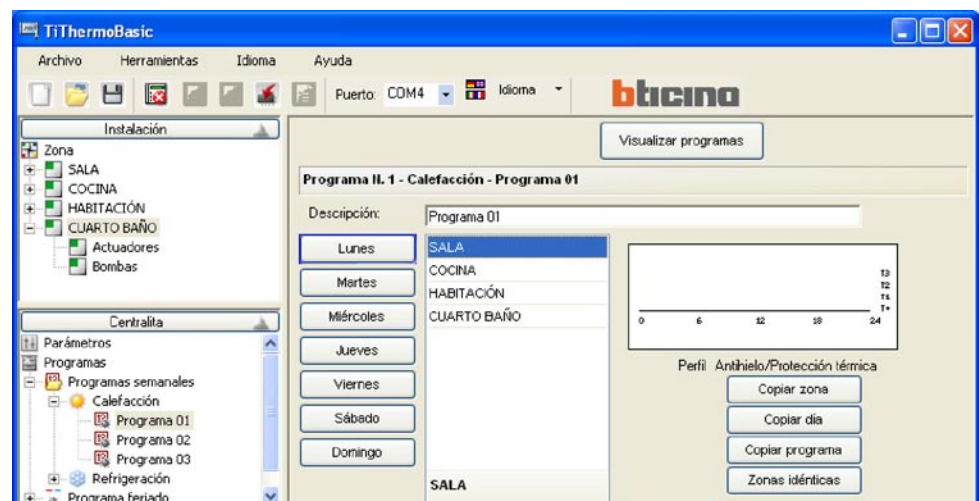 TiThermoBasic
Archivo Herramientas Idioma Ayuda
Puerto: COM4 Idioma bticino
Instalación
Zona
SALA
COCINA
HABITACIÓN
CUARTO BAÑO
Actuadores
Bombas
Centralita
Parámetros
Programas
Programas semanales
Calefacción
Programa 01
Programa 02
Programa 03
Refrigeración
Programa feriado
Visualizar programas
Programa N. 1 - Calefacción - Programa 01
Descripción: Programa 01
Lunes
Martes
Miércoles
Jueves
Viernes
Sábado
Domingo
SALA
COCINA
HABITACIÓN
CUARTO BAÑO
SALA
T3
T2
T1
T*
0 6 12 18 24
Perfil Antihielo/Protección térmica
Copiar zona
Copiar día
Copiar programa
Zonas idénticas